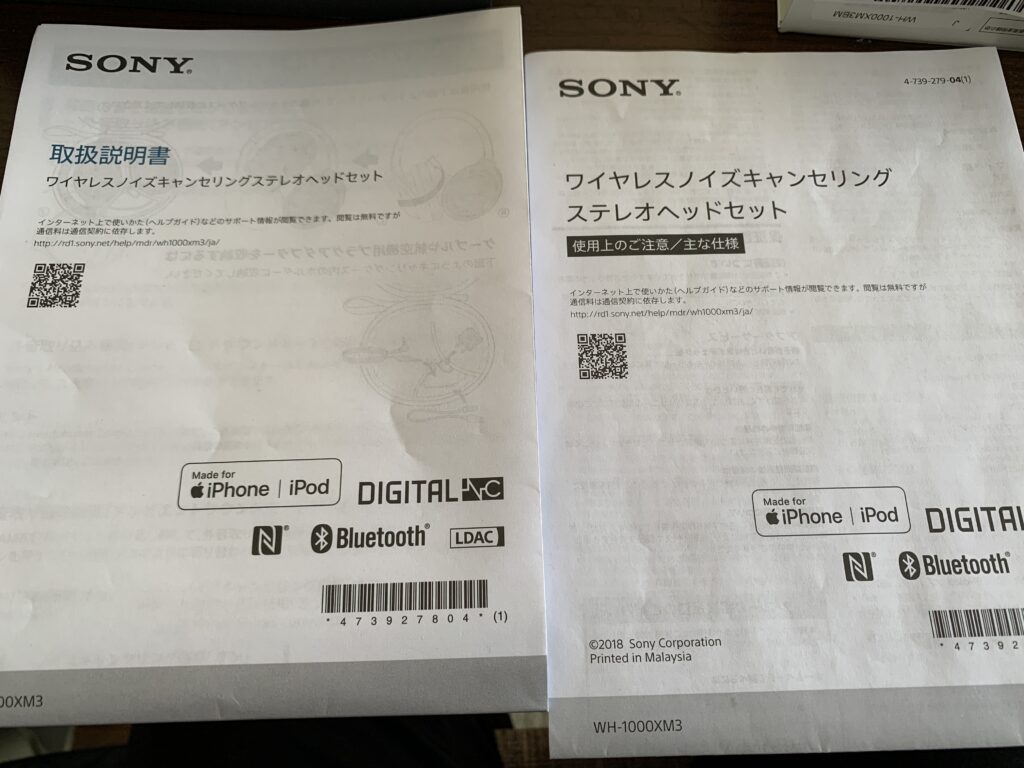 SONY
取扱説明書
ワイヤレスノイズキャンセリングステレオヘッドセット
インターネット上で使いかた(ヘルプガイド)などのサポート情報が閲覧できます。閲覧は無料ですが
通信料は通信契約に依存します。
http://rd1.sony.net/help/mdr/wh1000xm3/ja/
Made for
iPhone | iPod
DIGITAL NC
N
Bluetooth®
LDAC
*473927804*(1)
00XM3
WH-1000XM3BM
SONY
4-739-279-04(1)
ワイヤレスノイズキャンセリング
ステレオヘッドセット
使用上のご注意/主な仕様
インターネット上で使いかた(ヘルプガイド)などのサポート情報が閲覧できます。閲覧は無料ですが
通信料は通信契約に依存します。
http://rd1.sony.net/help/mdr/wh1000xm3/ja/
Made for
iPhone | iPod
DIGITAL
N
Bluetooth®
*47392
©2018 Sony Corporation
Printed in Malaysia
WH-1000XM3